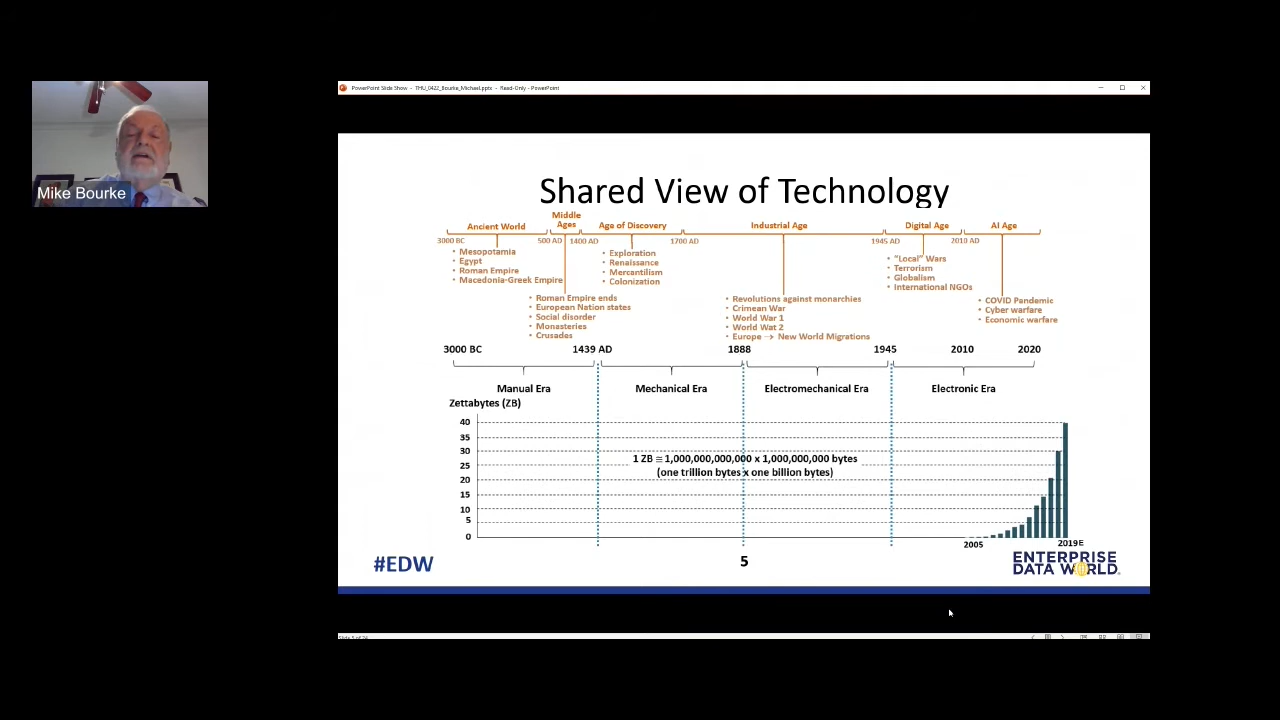 PowerPoint Slide Show - THU_0422_Bourke_Michael.pptx - Read-Only - PowerPoint
Mike Bourke
Shared View of Technology
Ancient World
Middle
Ages
Age of Discovery
Industrial Age
Digital Age
AI Age
3000 BC
500 AD
1400 AD
1700 AD
1945 AD
2010 AD
• Mesopotamia
• Egypt
• Roman Empire
• Macedonia-Greek Empire
• Roman Empire ends
• European Nation states
• Social disorder
• Monasteries
• Crusades
• Exploration
• Renaissance
• Mercantilism
• Colonization
• Revolutions against monarchies
• Crimean War
• World War 1
• World Wat 2
• Europe → New World Migrations
• "Local" Wars
• Terrorism
• Globalism
• International NGOs
• COVID Pandemic
• Cyber warfare
• Economic warfare
3000 BC
1439 AD
1888
1945
2010
2020
Manual Era
Mechanical Era
Electromechanical Era
Electronic Era
Zettabytes (ZB)
40
35
30
25
20
15
10
5
0
1 ZB ≅ 1,000,000,000,000 x 1,000,000,000 bytes
(one trillion bytes x one billion bytes)
2005
2019E
#EDW
5
ENTERPRISE
DATA WORLD